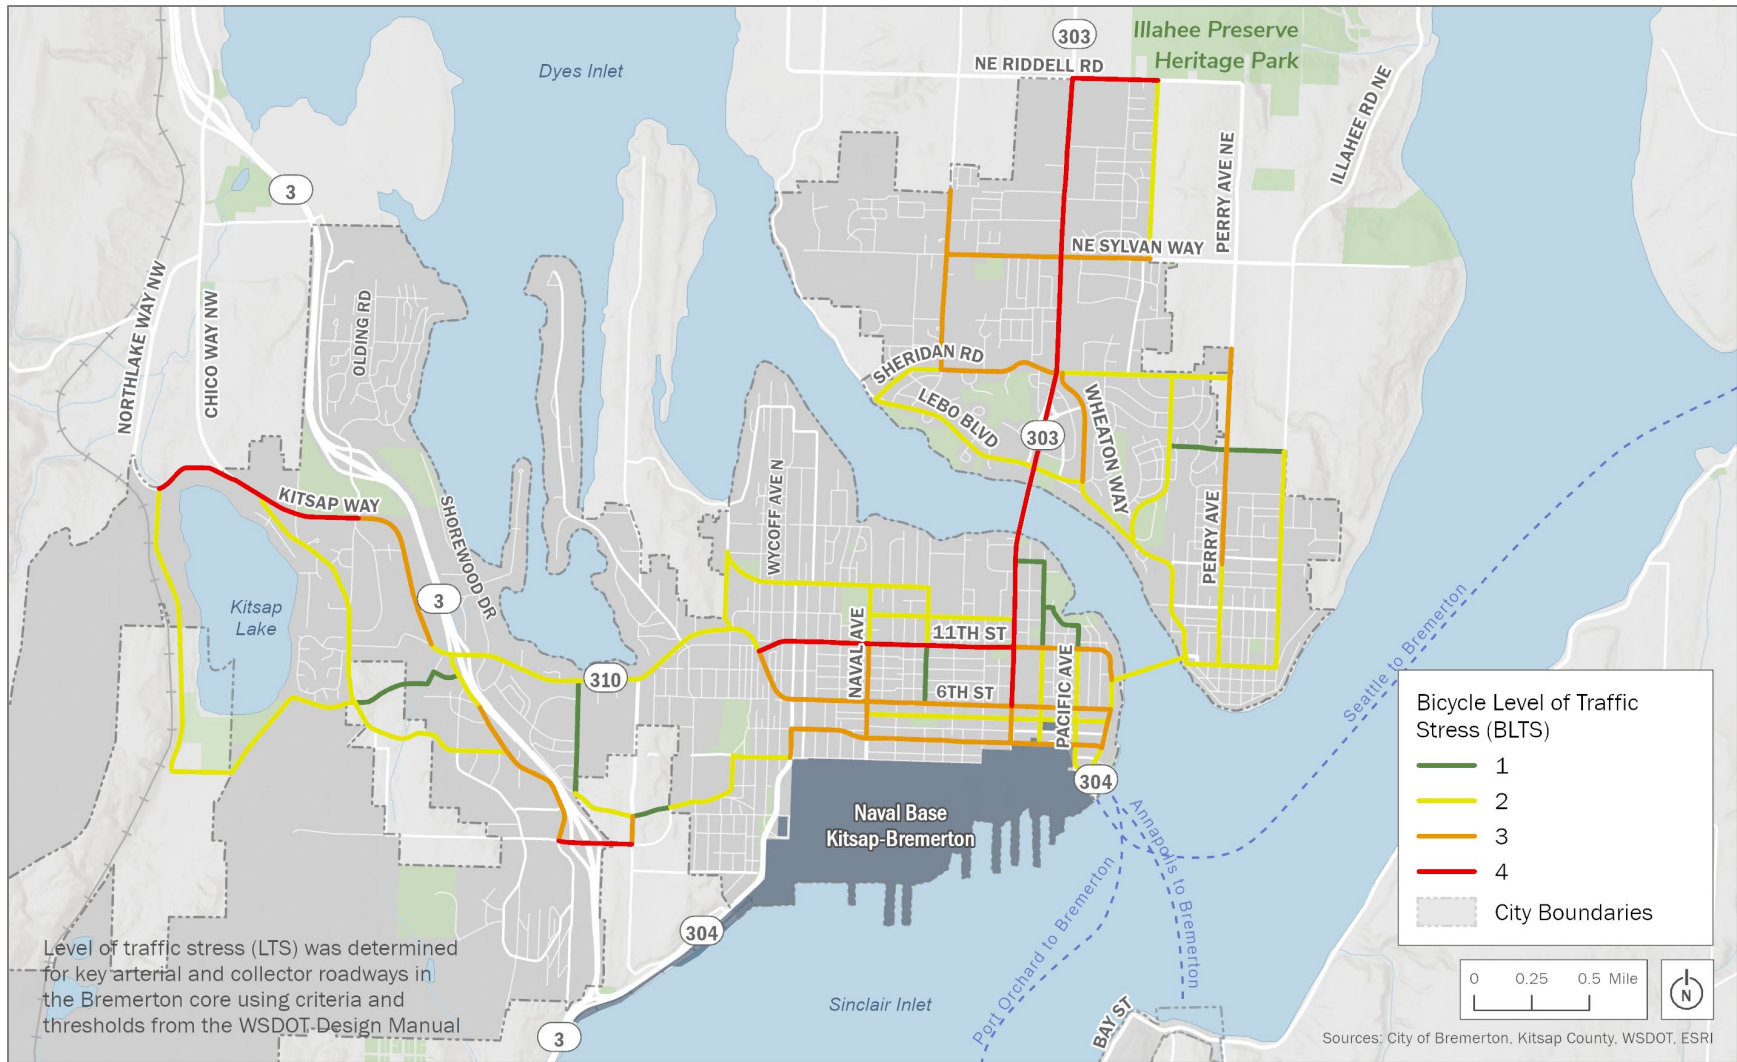 303
Illahee Preserve
Heritage Park
NE RIDDELL RD
Dyes Inlet
ILLAHEE RD NE
PERRY AVE NE
3
NE SYLVAN WAY
NORTHLAKE WAY NW
CHICO WAY NW
OLDING RD
SHERIDAN RD
LEBO BLVD
WHEATON WAY
303
KITSAP WAY
SHOREWOOD DR
WYCOFF AVE N
PERRY AVE
3
Kitsap
Lake
NAVAL AVE
11TH ST
310
6TH ST
PACIFIC AVE
Seattle to Bremerton
304
Naval Base
Kitsap-Bremerton
Annapolis to Bremerton
Port Orchard to Bremerton
304
Sinclair Inlet
3
BAY ST
Bicycle Level of Traffic
Stress (BLTS)
1
2
3
4
City Boundaries
Level of traffic stress (LTS) was determined
for key arterial and collector roadways in
the Bremerton core using criteria and
thresholds from the WSDOT Design Manual
0 0.25 0.5 Mile
N
Sources: City of Bremerton, Kitsap County, WSDOT, ESRI